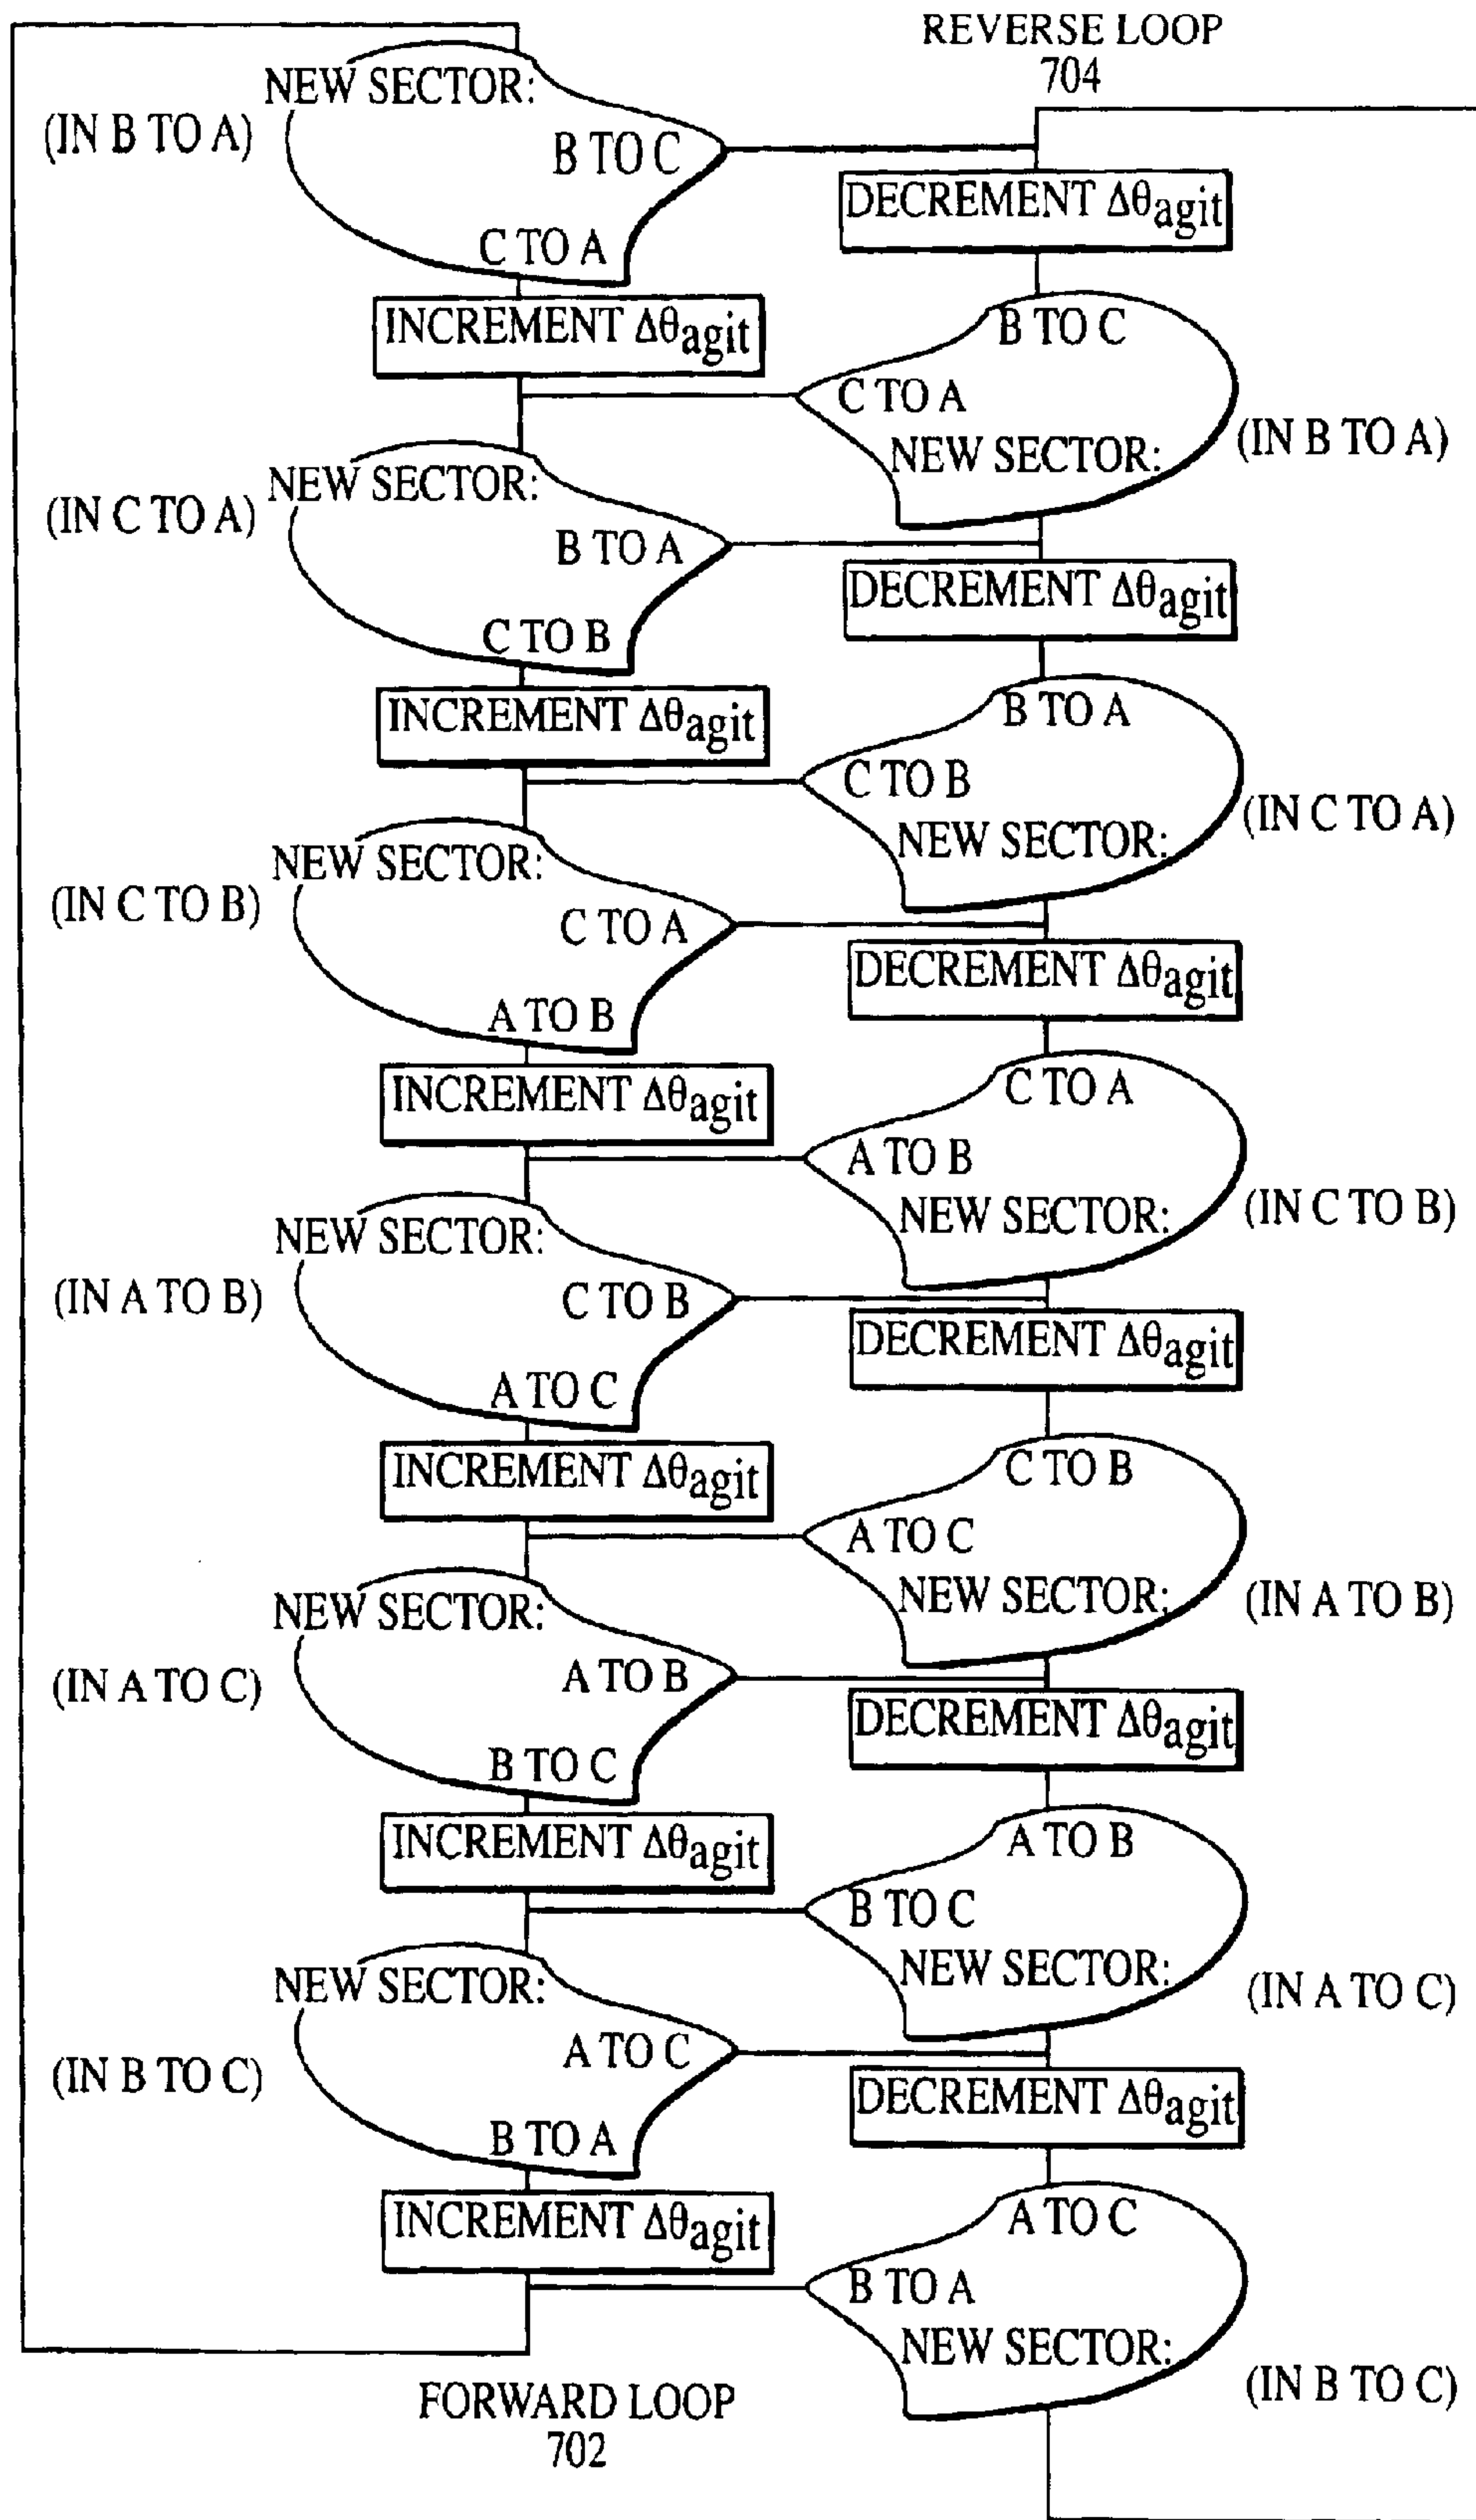 REVERSE LOOP
704
NEW SECTOR:
(IN B TO A)
B TO C
C TO A
DECREMENT Δθagit
INCREMENT Δθagit
B TO C
C TO A
NEW SECTOR:
(IN B TO A)
NEW SECTOR:
(IN C TO A)
B TO A
C TO B
DECREMENT Δθagit
INCREMENT Δθagit
B TO A
C TO B
NEW SECTOR:
(IN C TO A)
NEW SECTOR:
(IN C TO B)
C TO A
A TO B
DECREMENT Δθagit
INCREMENT Δθagit
C TO A
A TO B
NEW SECTOR:
(IN C TO B)
NEW SECTOR:
(IN A TO B)
C TO B
A TO C
DECREMENT Δθagit
INCREMENT Δθagit
C TO B
A TO C
NEW SECTOR:
(IN A TO B)
NEW SECTOR:
(IN A TO C)
A TO B
B TO C
DECREMENT Δθagit
INCREMENT Δθagit
A TO B
B TO C
NEW SECTOR:
(IN A TO C)
NEW SECTOR:
(IN B TO C)
A TO C
B TO A
DECREMENT Δθagit
INCREMENT Δθagit
A TO C
B TO A
NEW SECTOR:
(IN B TO C)
FORWARD LOOP
702